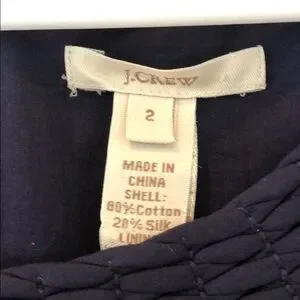 J.CREW
2
MADE IN
CHINA
SHELL:
80%Cotton
20%Silk